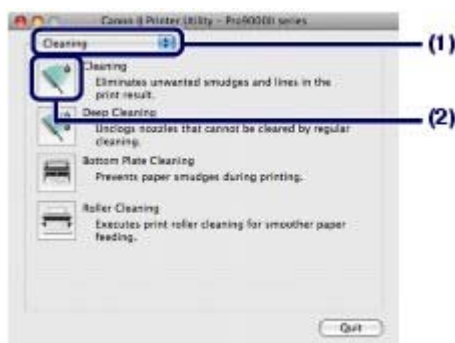 Canon IJ Printer Utility - Pro9000II series
Cleaning
(1)
Cleaning
Eliminates unwanted smudges and lines in the
print result.
(2)
Deep Cleaning
Unclogs nozzles that cannot be cleared by regular
cleaning.
Bottom Plate Cleaning
Prevents paper smudges during printing.
Roller Cleaning
Executes print roller cleaning for smoother paper
feeding.
Quit